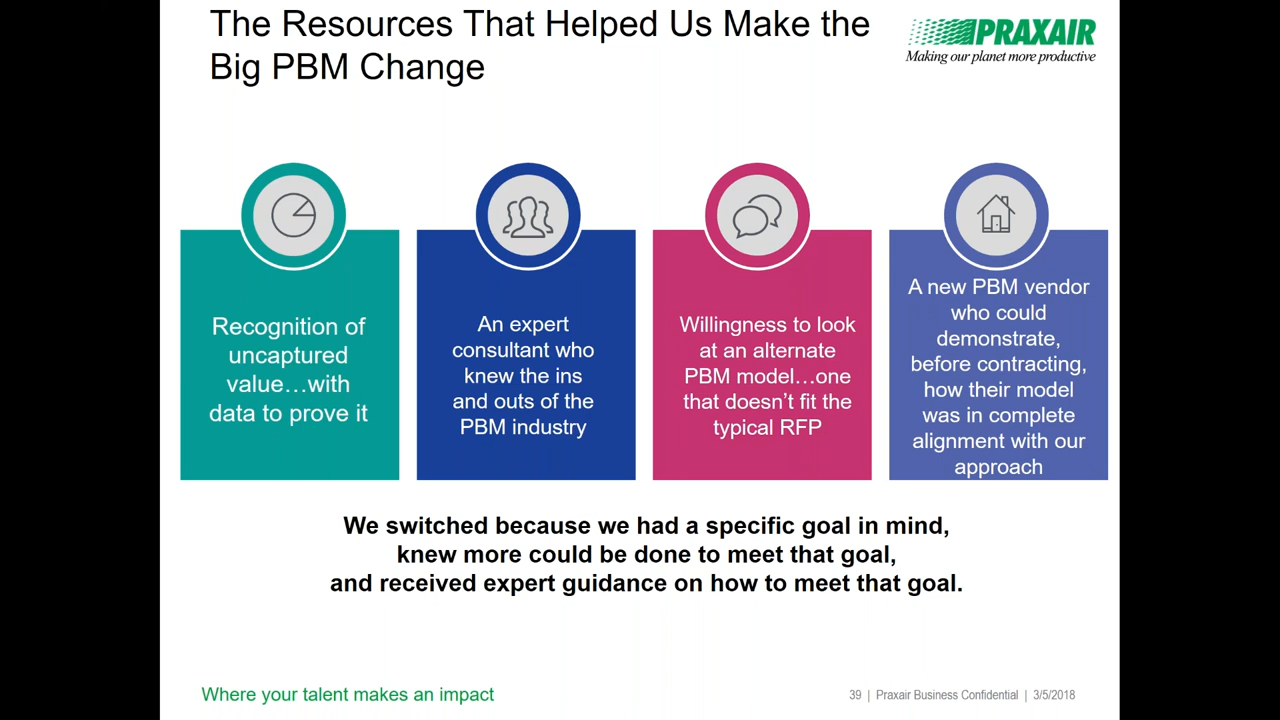 The Resources That Helped Us Make the
Big PBM Change
PRAXAIR
Making our planet more productive
Recognition of
uncaptured
value…with
data to prove it
An expert
consultant who
knew the ins
and outs of the
PBM industry
Willingness to look
at an alternate
PBM model…one
that doesn’t fit the
typical RFP
A new PBM vendor
who could
demonstrate,
before contracting,
how their model
was in complete
alignment with our
approach
We switched because we had a specific goal in mind,
knew more could be done to meet that goal,
and received expert guidance on how to meet that goal.
Where your talent makes an impact
39 | Praxair Business Confidential | 3/5/2018